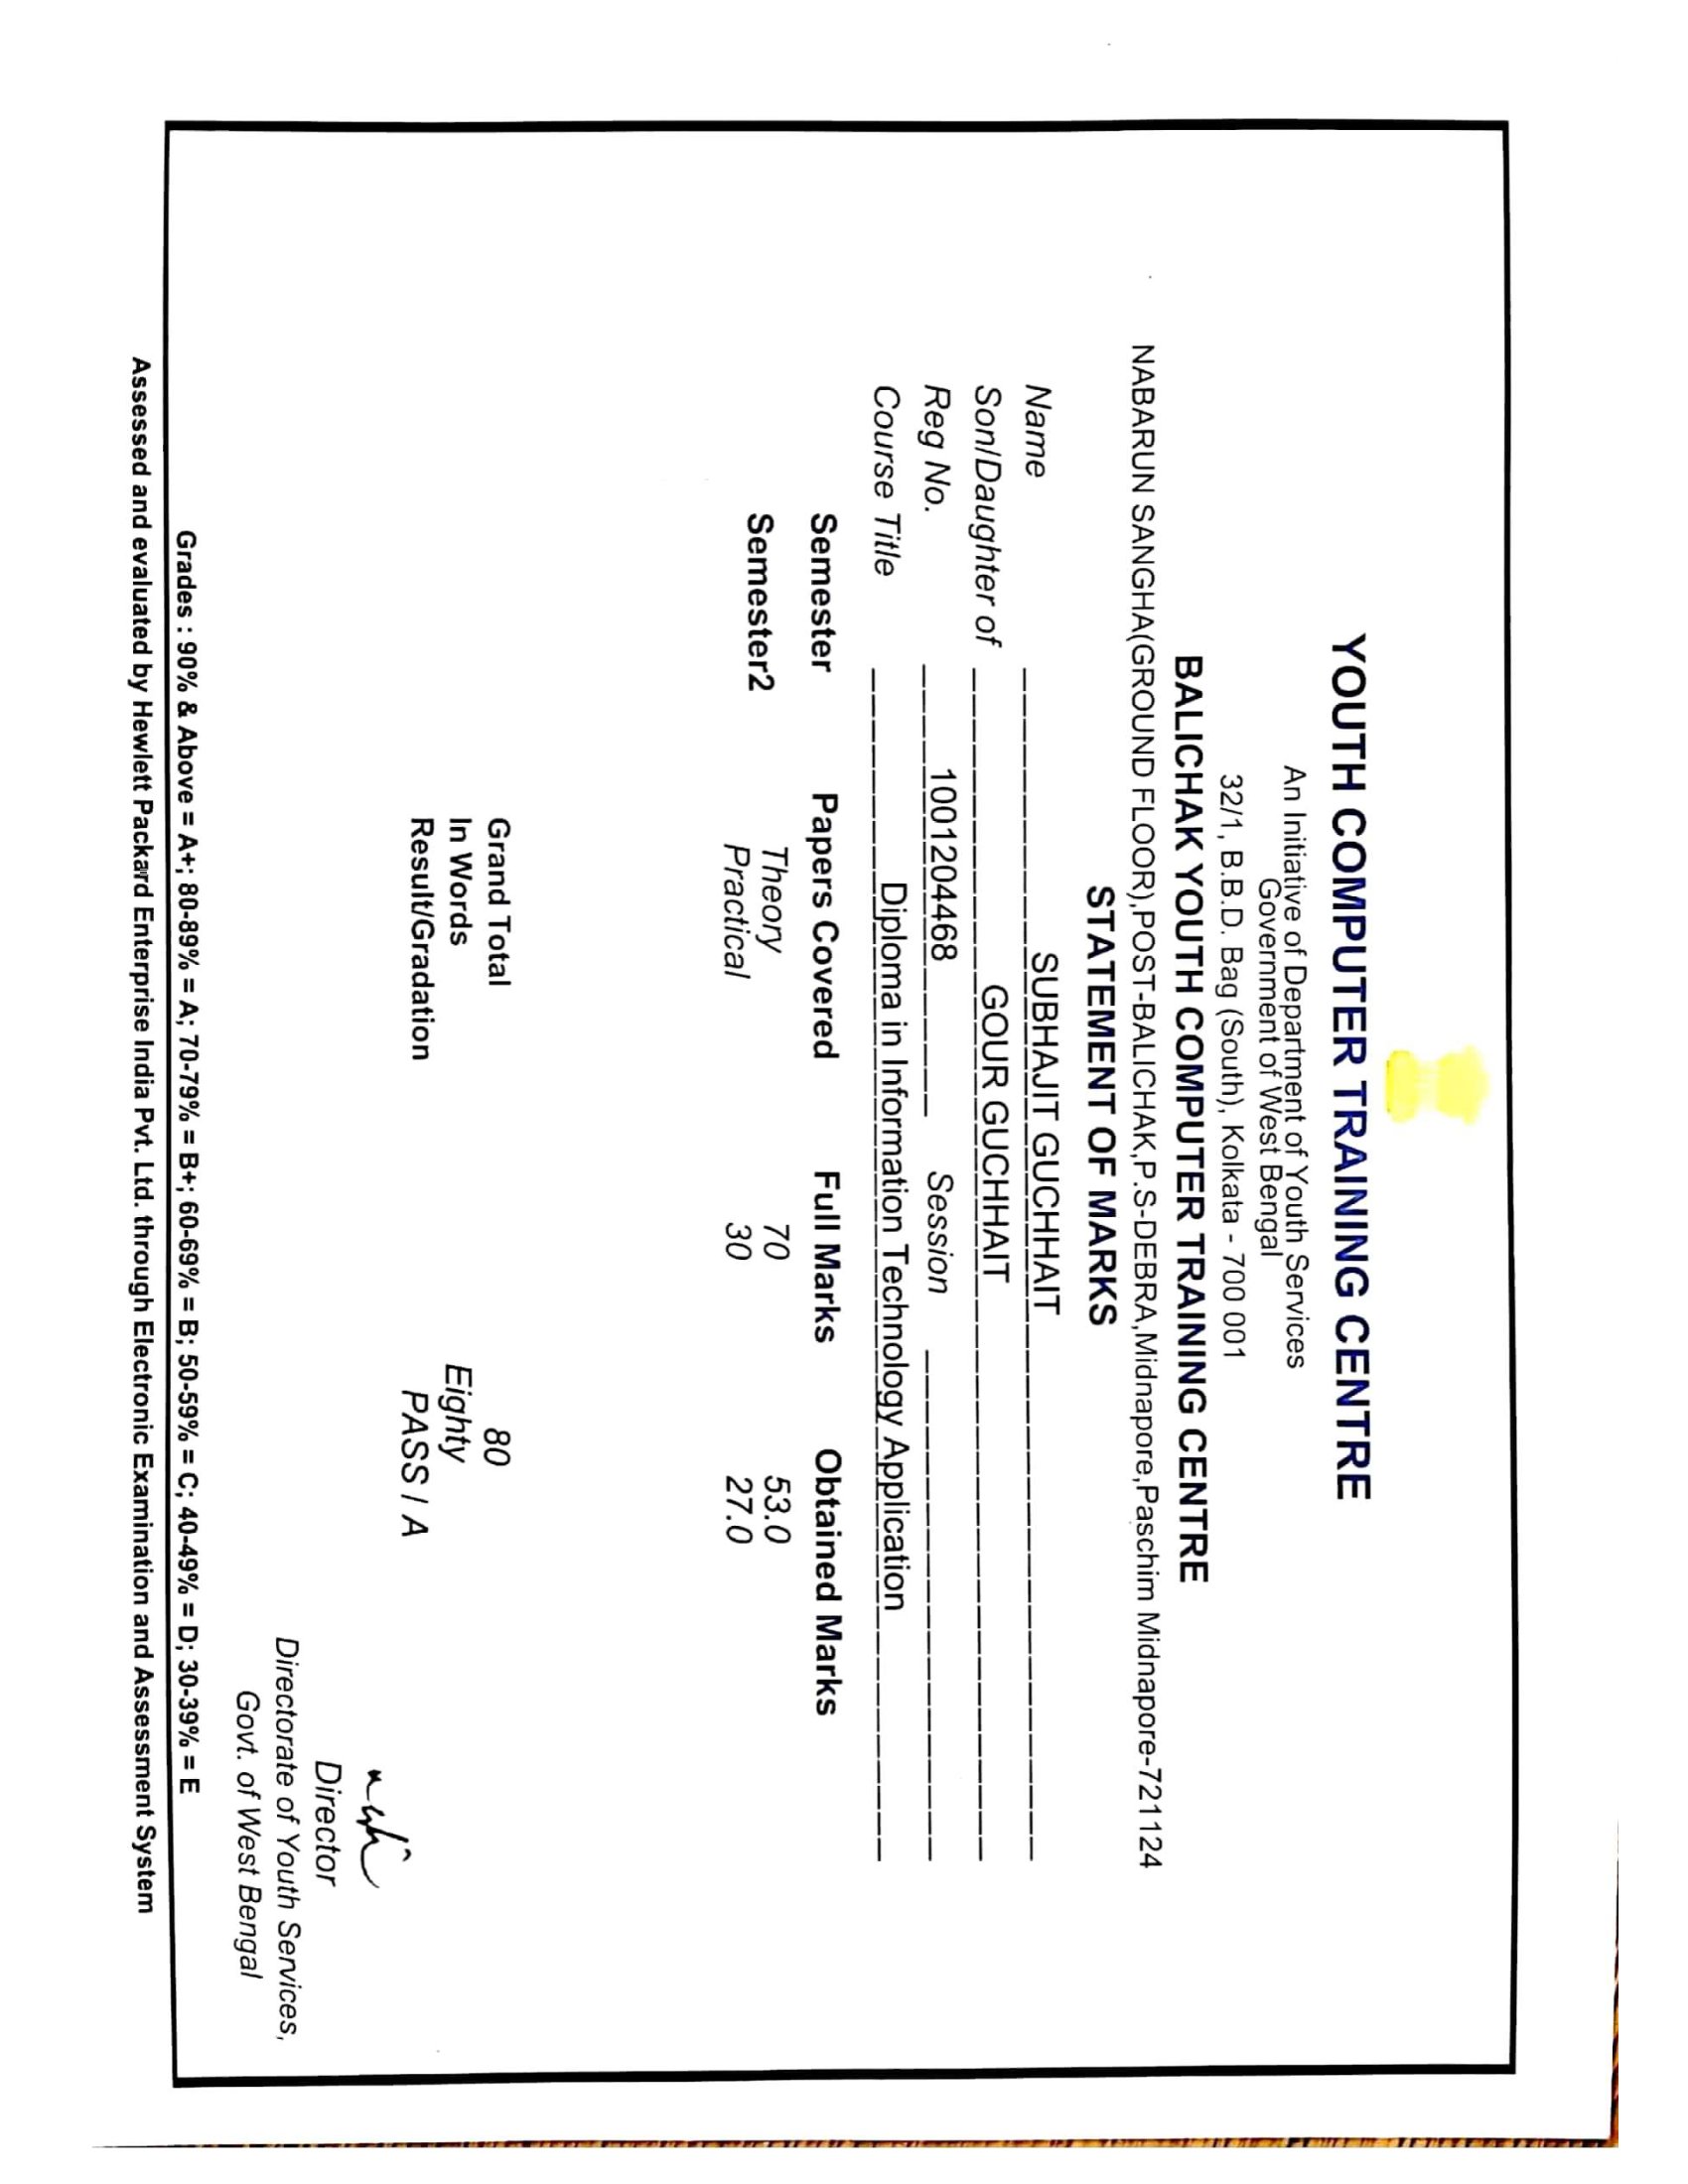 YOUTH COMPUTER TRAINING CENTRE
An Initiative of Department of Youth Services
Government of West Bengal
32/1, B.B.D. Bag (South), Kolkata - 700 001
BALICHAK YOUTH COMPUTER TRAINING CENTRE
NABARUN SANGHA(GROUND FLOOR),POST-BALICHAK,P.S-DEBRA,Midnapore,Paschim Midnapore-721124
STATEMENT OF MARKS
Name SUBHAJIT GUCHHAIT
Son/Daughter of GOUR GUCHHAIT
Reg No. 1001204468 Session
Course Title Diploma in Information Technology Application
Semester Papers Covered Full Marks Obtained Marks
Semester2 Theory 70 53.0
Practical 30 27.0
Grand Total 80
In Words Eighty
Result/Gradation PASS / A
Director
Directorate of Youth Services,
Govt. of West Bengal
Grades : 90% & Above = A+; 80-89% = A; 70-79% = B+; 60-69% = B; 50-59% = C; 40-49% = D; 30-39% = E
Assessed and evaluated by Hewlett Packard Enterprise India Pvt. Ltd. through Electronic Examination and Assessment System